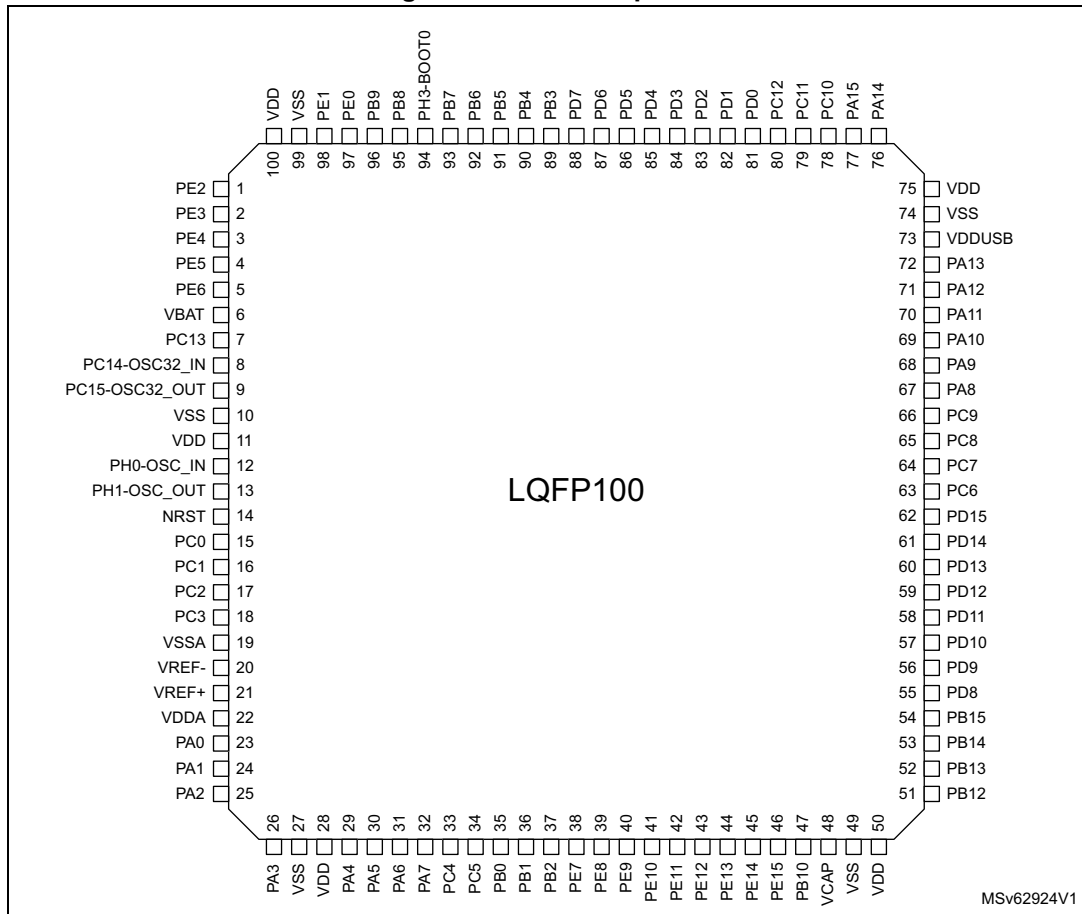 VDD
VSS
PE1
PE0
PB9
PB8
PH3-BOOT0
PB7
PB6
PB5
PB4
PB3
PD7
PD6
PD5
PD4
PD3
PD2
PD1
PD0
PC12
PC11
PC10
PA15
PA14
100
99
98
97
96
95
94
93
92
91
90
89
88
87
86
85
84
83
82
81
80
79
78
77
76
PE2 1
PE3 2
PE4 3
PE5 4
PE6 5
VBAT 6
PC13 7
PC14-OSC32_IN 8
PC15-OSC32_OUT 9
VSS 10
VDD 11
PH0-OSC_IN 12
PH1-OSC_OUT 13
NRST 14
PC0 15
PC1 16
PC2 17
PC3 18
VSSA 19
VREF- 20
VREF+ 21
VDDA 22
PA0 23
PA1 24
PA2 25
LQFP100
75 VDD
74 VSS
73 VDDUSB
72 PA13
71 PA12
70 PA11
69 PA10
68 PA9
67 PA8
66 PC9
65 PC8
64 PC7
63 PC6
62 PD15
61 PD14
60 PD13
59 PD12
58 PD11
57 PD10
56 PD9
55 PD8
54 PB15
53 PB14
52 PB13
51 PB12
26
27
28
29
30
31
32
33
34
35
36
37
38
39
40
41
42
43
44
45
46
47
48
49
50
PA3
VSS
VDD
PA4
PA5
PA6
PA7
PC4
PC5
PB0
PB1
PB2
PE7
PE8
PE9
PE10
PE11
PE12
PE13
PE14
PE15
PB10
VCAP
VSS
VDD
MSv62924V1